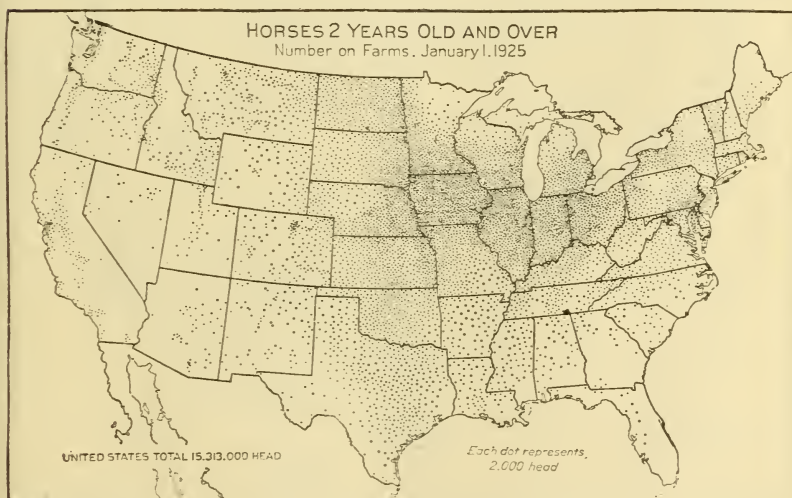 HORSES 2 YEARS OLD AND OVER
Number on Farms. January 1. 1925
UNITED STATES TOTAL 15.313.000 HEAD
Each dot represents
2.000 head